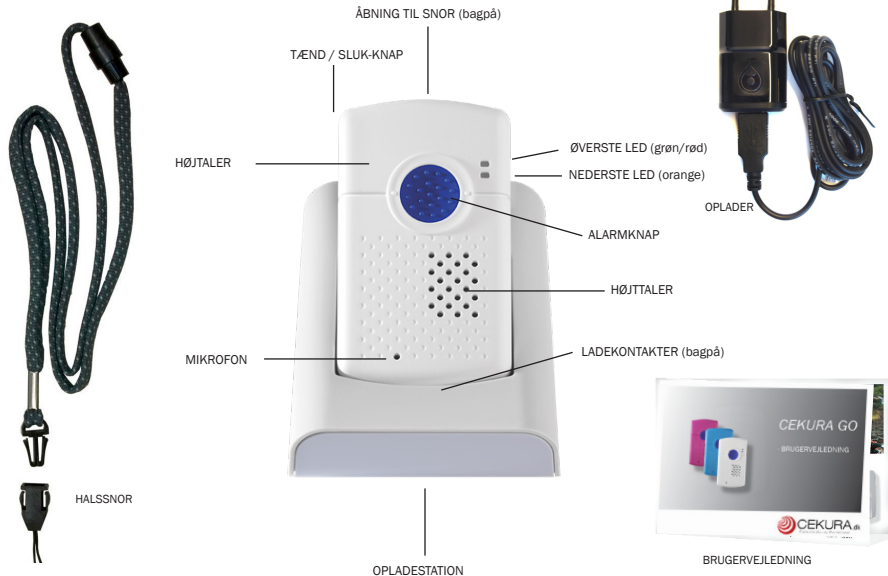 ÅBNING TIL SNOR (bagpå)
TÆND / SLUK-KNAP
HØJTALER
ØVERSTE LED (grøn/rød)
NEDERSTE LED (orange)
OPLADER
ALARMKNAP
HØJTTALER
MIKROFON
LADEKONTAKTER (bagpå)
HALSSNOR
OPLADESTATION
CEKURA GO
- BRUGERVEJLEDNING
CEKURA.dk
BRUGERVEJLEDNING